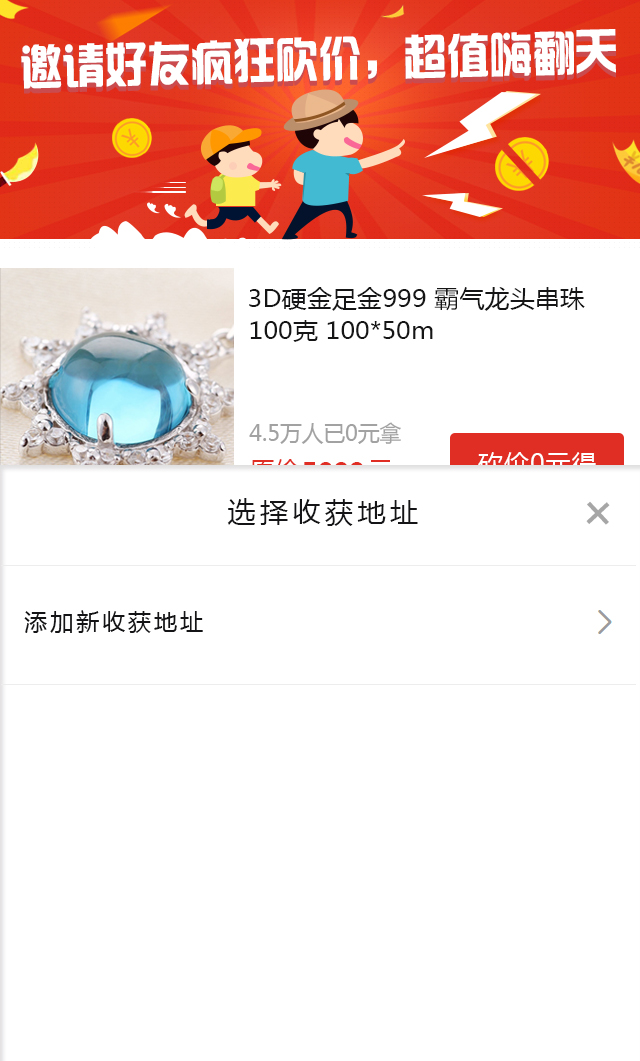 邀请好友疯狂砍价，超值嗨翻天
3D硬金足金999 霸气龙头串珠
100克 100*50m
4.5万人已0元拿
砍价0元得
选择收获地址
添加新收获地址